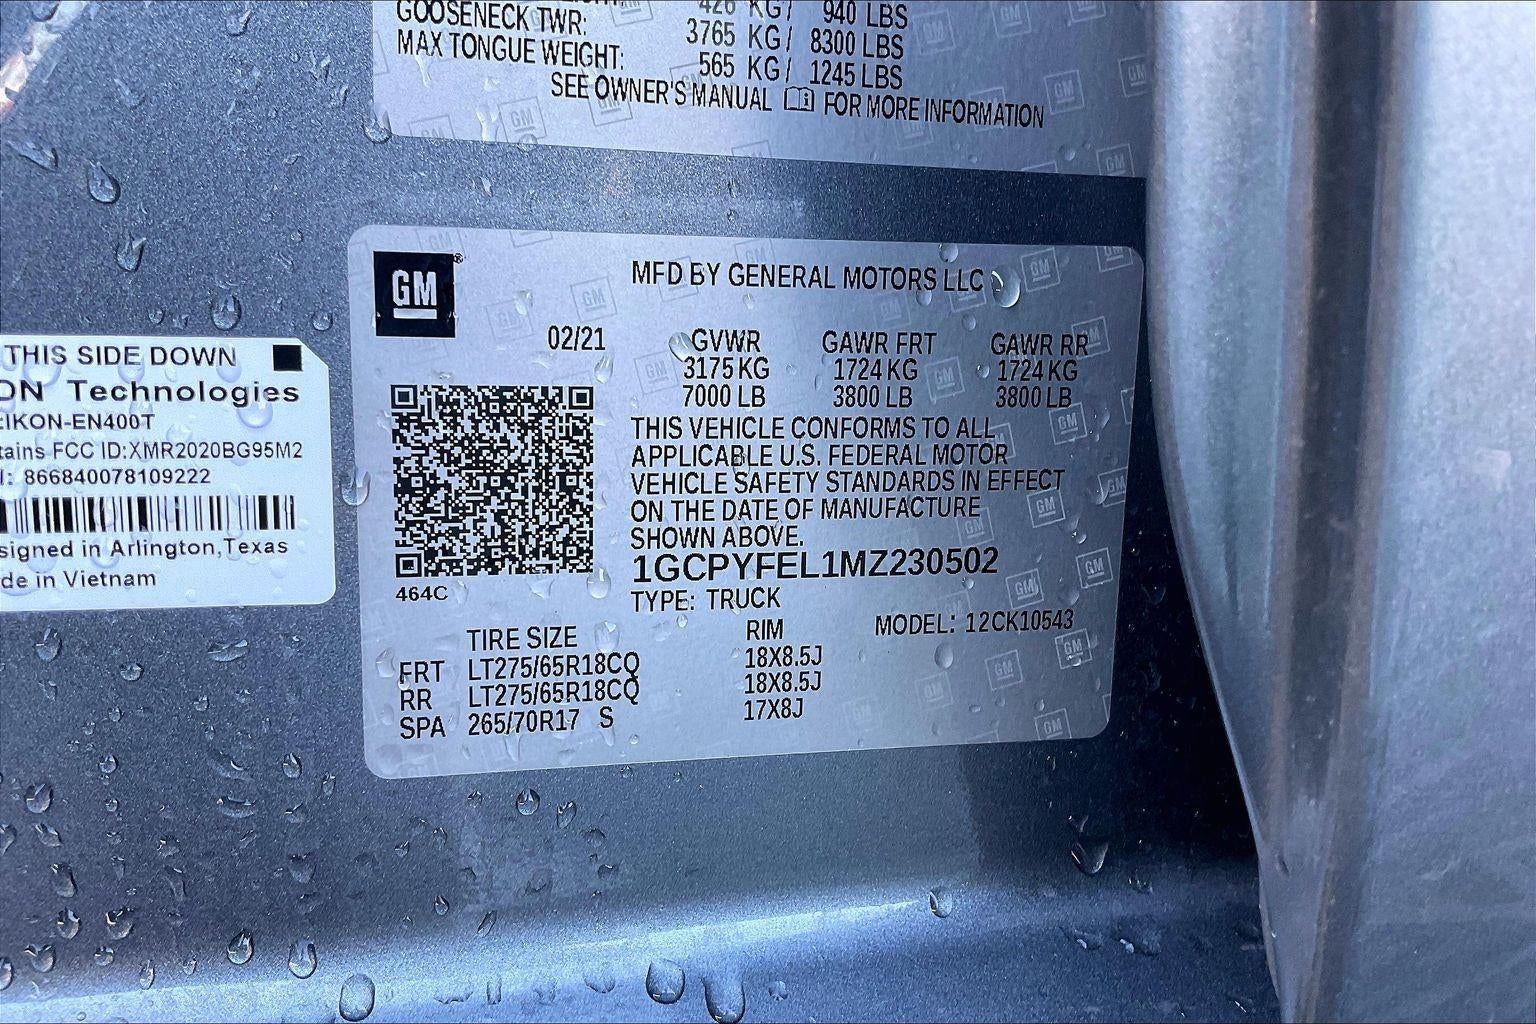 426 KG / 940 LBS
GOOSENECK TWR: 3765 KG / 8300 LBS
MAX TONGUE WEIGHT: 565 KG / 1245 LBS
SEE OWNER'S MANUAL FOR MORE INFORMATION
GM
MFD BY GENERAL MOTORS LLC
02/21
GVWR GAWR FRT GAWR RR
3175 KG 1724 KG 1724 KG
7000 LB 3800 LB 3800 LB
THIS VEHICLE CONFORMS TO ALL
APPLICABLE U.S. FEDERAL MOTOR
VEHICLE SAFETY STANDARDS IN EFFECT
ON THE DATE OF MANUFACTURE
SHOWN ABOVE.
1GCPYFEL1MZ230502
464C
TYPE: TRUCK
MODEL: 12CK10543
TIRE SIZE RIM
FRT LT275/65R18CQ 18X8.5J
RR LT275/65R18CQ 18X8.5J
SPA 265/70R17 S 17X8J
THIS SIDE DOWN
ON Technologies
EIKON-EN400T
tains FCC ID:XMR2020BG95M2
I: 866840078109222
signed in Arlington,Texas
de in Vietnam